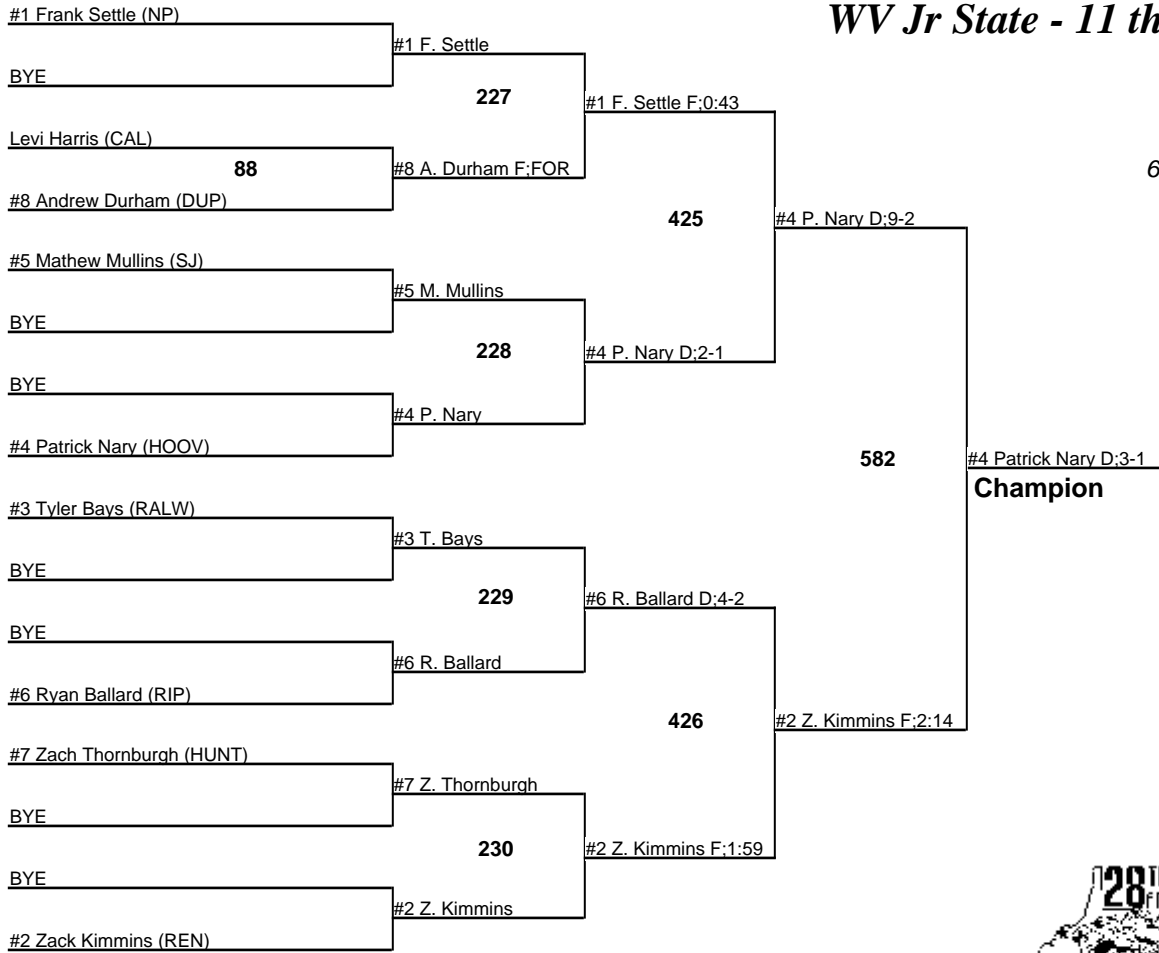 #1 Frank Settle (NP)
WV Jr State - 11 th
#1 F. Settle
BYE
227
#1 F. Settle F;0:43
Levi Harris (CAL)
88
#8 A. Durham F;FOR
6
#8 Andrew Durham (DUP)
425
#4 P. Nary D;9-2
#5 Mathew Mullins (SJ)
#5 M. Mullins
BYE
228
#4 P. Nary D;2-1
BYE
#4 P. Nary
#4 Patrick Nary (HOOV)
582
#4 Patrick Nary D;3-1
Champion
#3 Tyler Bays (RALW)
#3 T. Bays
BYE
229
#6 R. Ballard D;4-2
BYE
#6 R. Ballard
#6 Ryan Ballard (RIP)
426
#2 Z. Kimmins F;2:14
#7 Zach Thornburgh (HUNT)
#7 Z. Thornburgh
BYE
230
#2 Z. Kimmins F;1:59
BYE
28
#2 Z. Kimmins
#2 Zack Kimmins (REN)